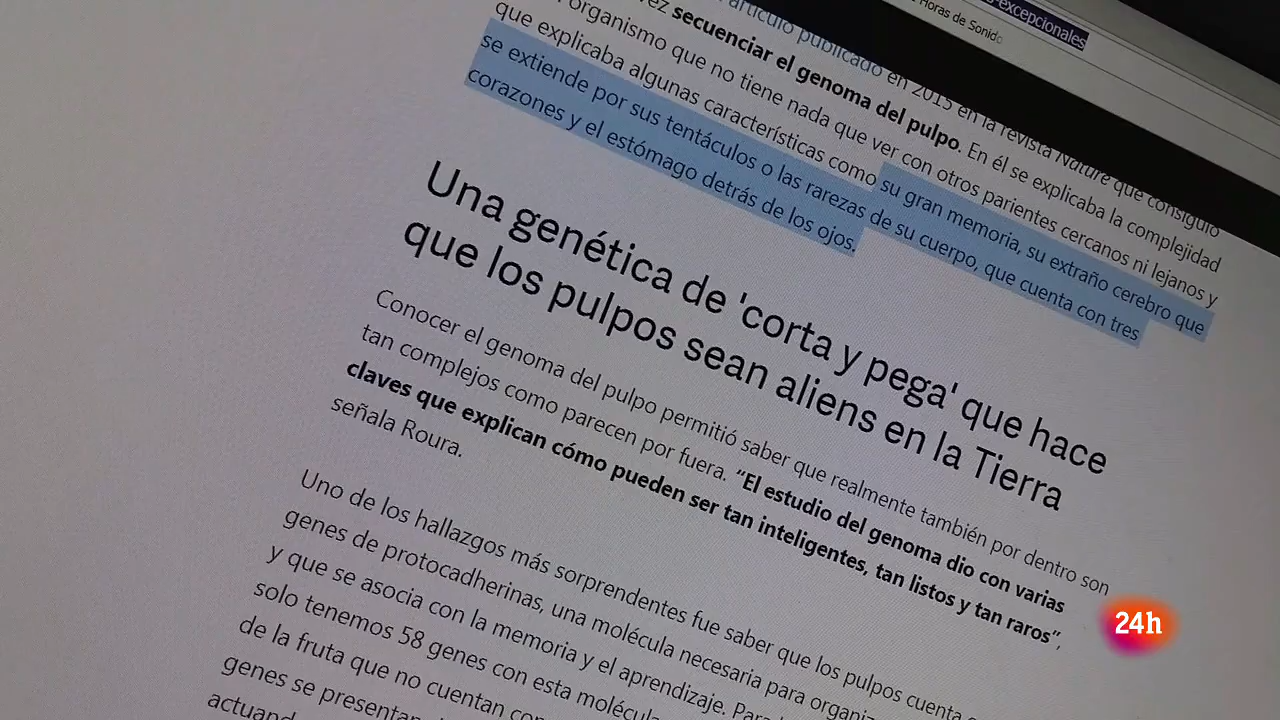 excepcionales
Horas de Sonido
vez secuenciar el genoma del pulpo. En él se explicaba la complejidad
artículo publicado en 2015 en la revista Nature que consiguió
organismo que no tiene nada que ver con otros parientes cercanos ni lejanos y
que explicaba algunas características como su gran memoria, su extraño cerebro que
se extiende por sus tentáculos o las rarezas de su cuerpo, que cuenta con tres
corazones y el estómago detrás de los ojos.
Una genética de 'corta y pega' que hace
que los pulpos sean aliens en la Tierra
Conocer el genoma del pulpo permitió saber que realmente también por dentro son
tan complejos como parecen por fuera. “El estudio del genoma dio con varias
claves que explican cómo pueden ser tan inteligentes, tan listos y tan raros”,
señala Roura.
Uno de los hallazgos más sorprendentes fue saber que los pulpos cuenta
genes de protocadherinas, una molécula necesaria para
y que se asocia con la memoria y el aprendizaje.
solo tenemos 58 genes con esta
de la fruta que no cuentan
genes se
24h